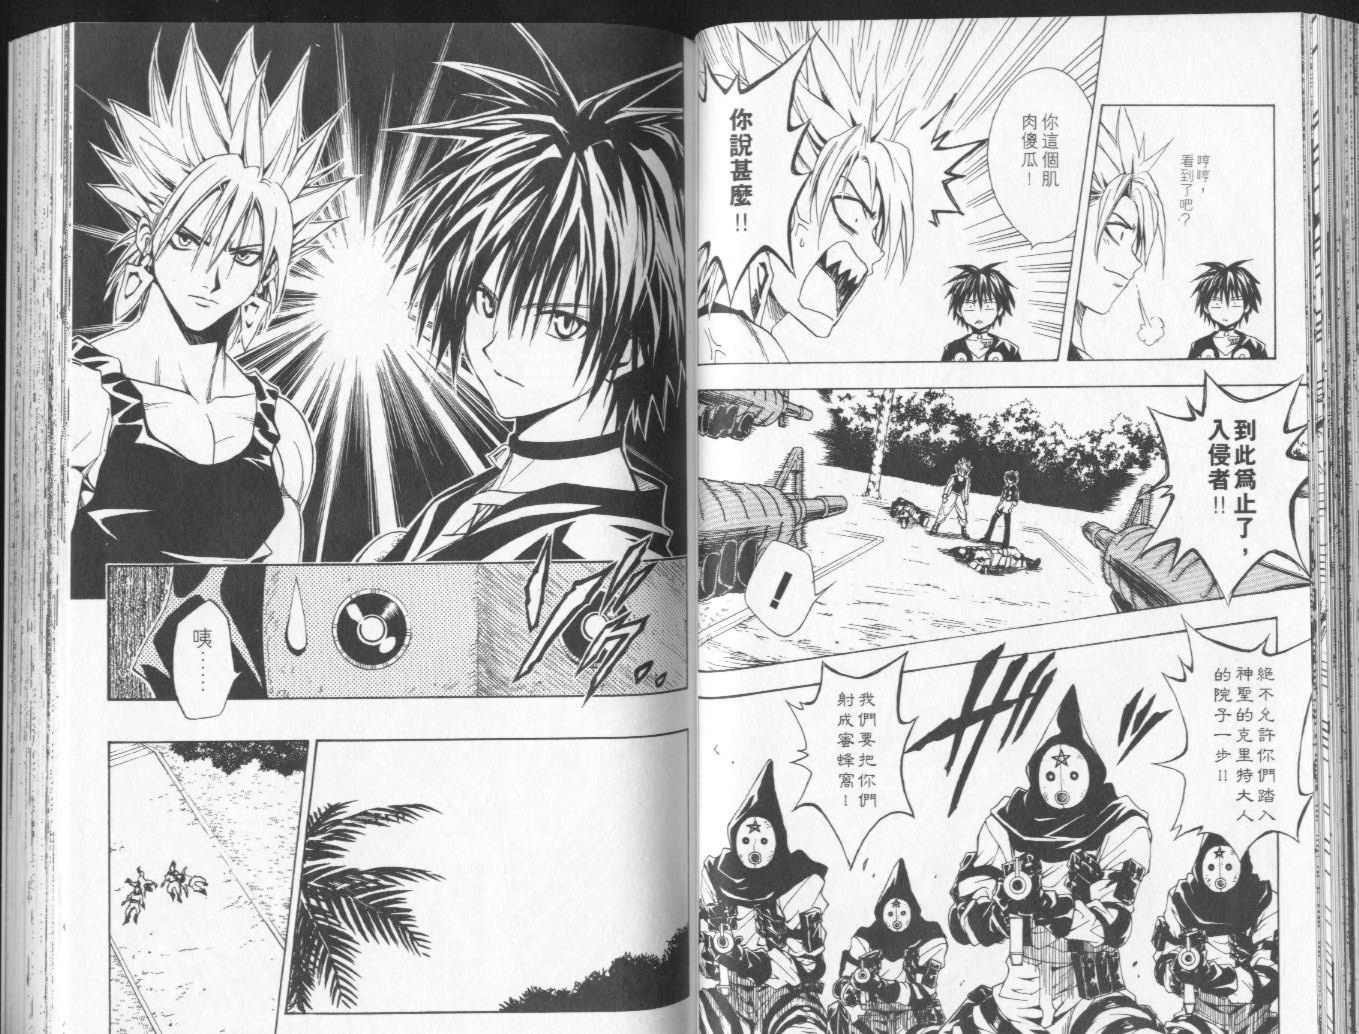 哼哼，
看到了吧？
你這個肌
肉傻瓜！
你說甚麼!!
到此為止了，
入侵者!!
！
絕不允許你們踏入
神聖的克里特大人
的院子一步!!
我們要把你們
射成蜜蜂窩！
咦……